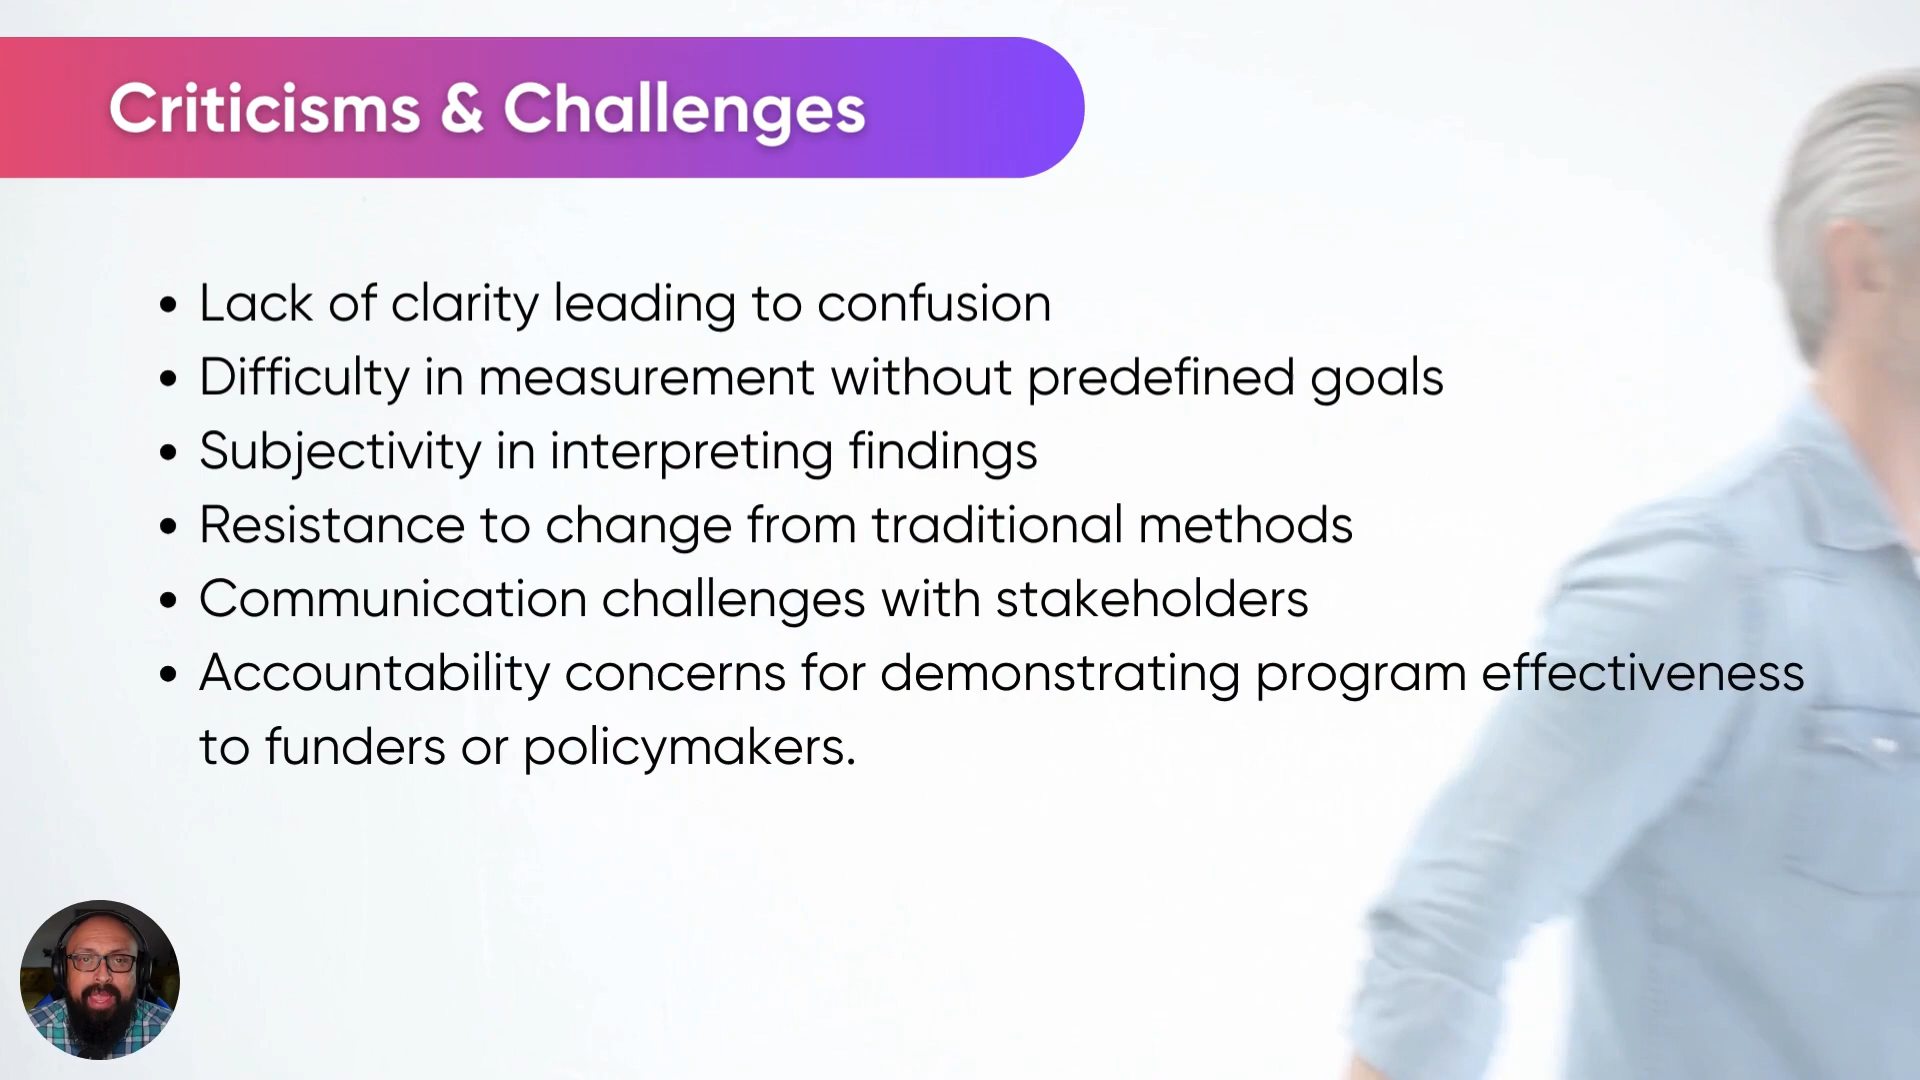 Criticisms & Challenges
• Lack of clarity leading to confusion
• Difficulty in measurement without predefined goals
• Subjectivity in interpreting findings
• Resistance to change from traditional methods
• Communication challenges with stakeholders
• Accountability concerns for demonstrating program effectiveness
to funders or policymakers.